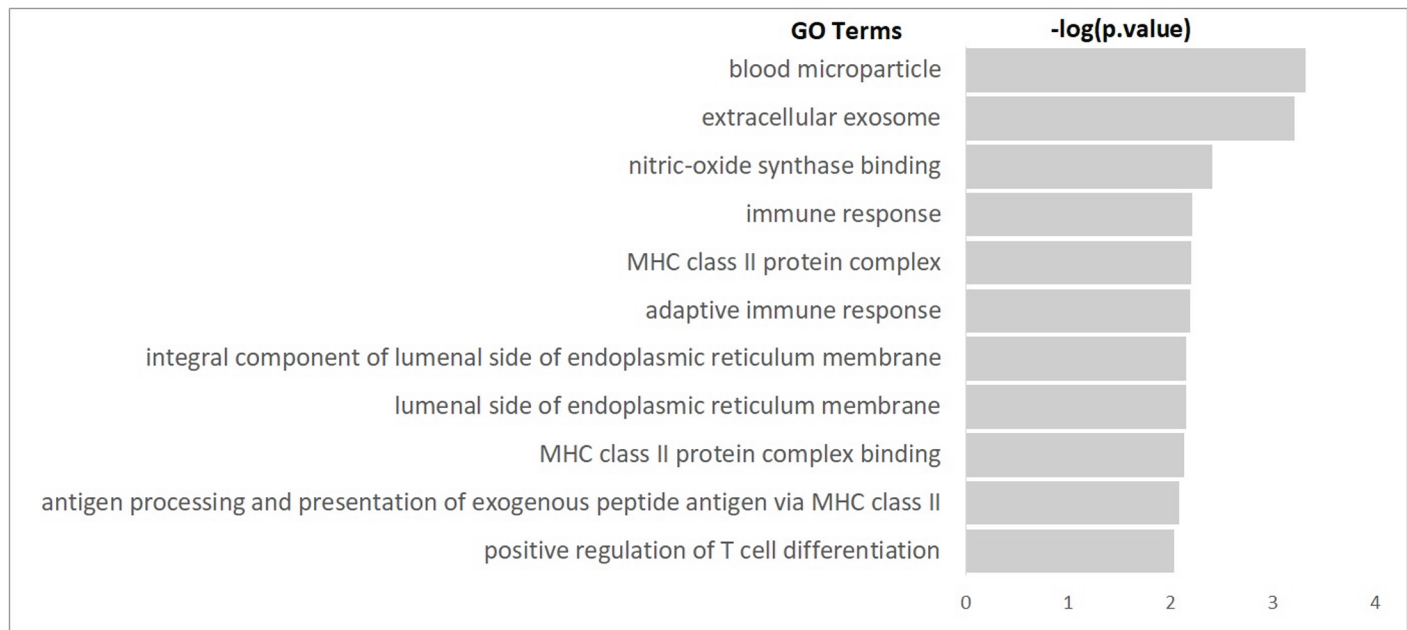 GO Terms -log(p.value)
blood microparticle
extracellular exosome
nitric-oxide synthase binding
immune response
MHC class II protein complex
adaptive immune response
integral component of lumenal side of endoplasmic reticulum membrane
lumenal side of endoplasmic reticulum membrane
MHC class II protein complex binding
antigen processing and presentation of exogenous peptide antigen via MHC class II
positive regulation of T cell differentiation
0 1 2 3 4